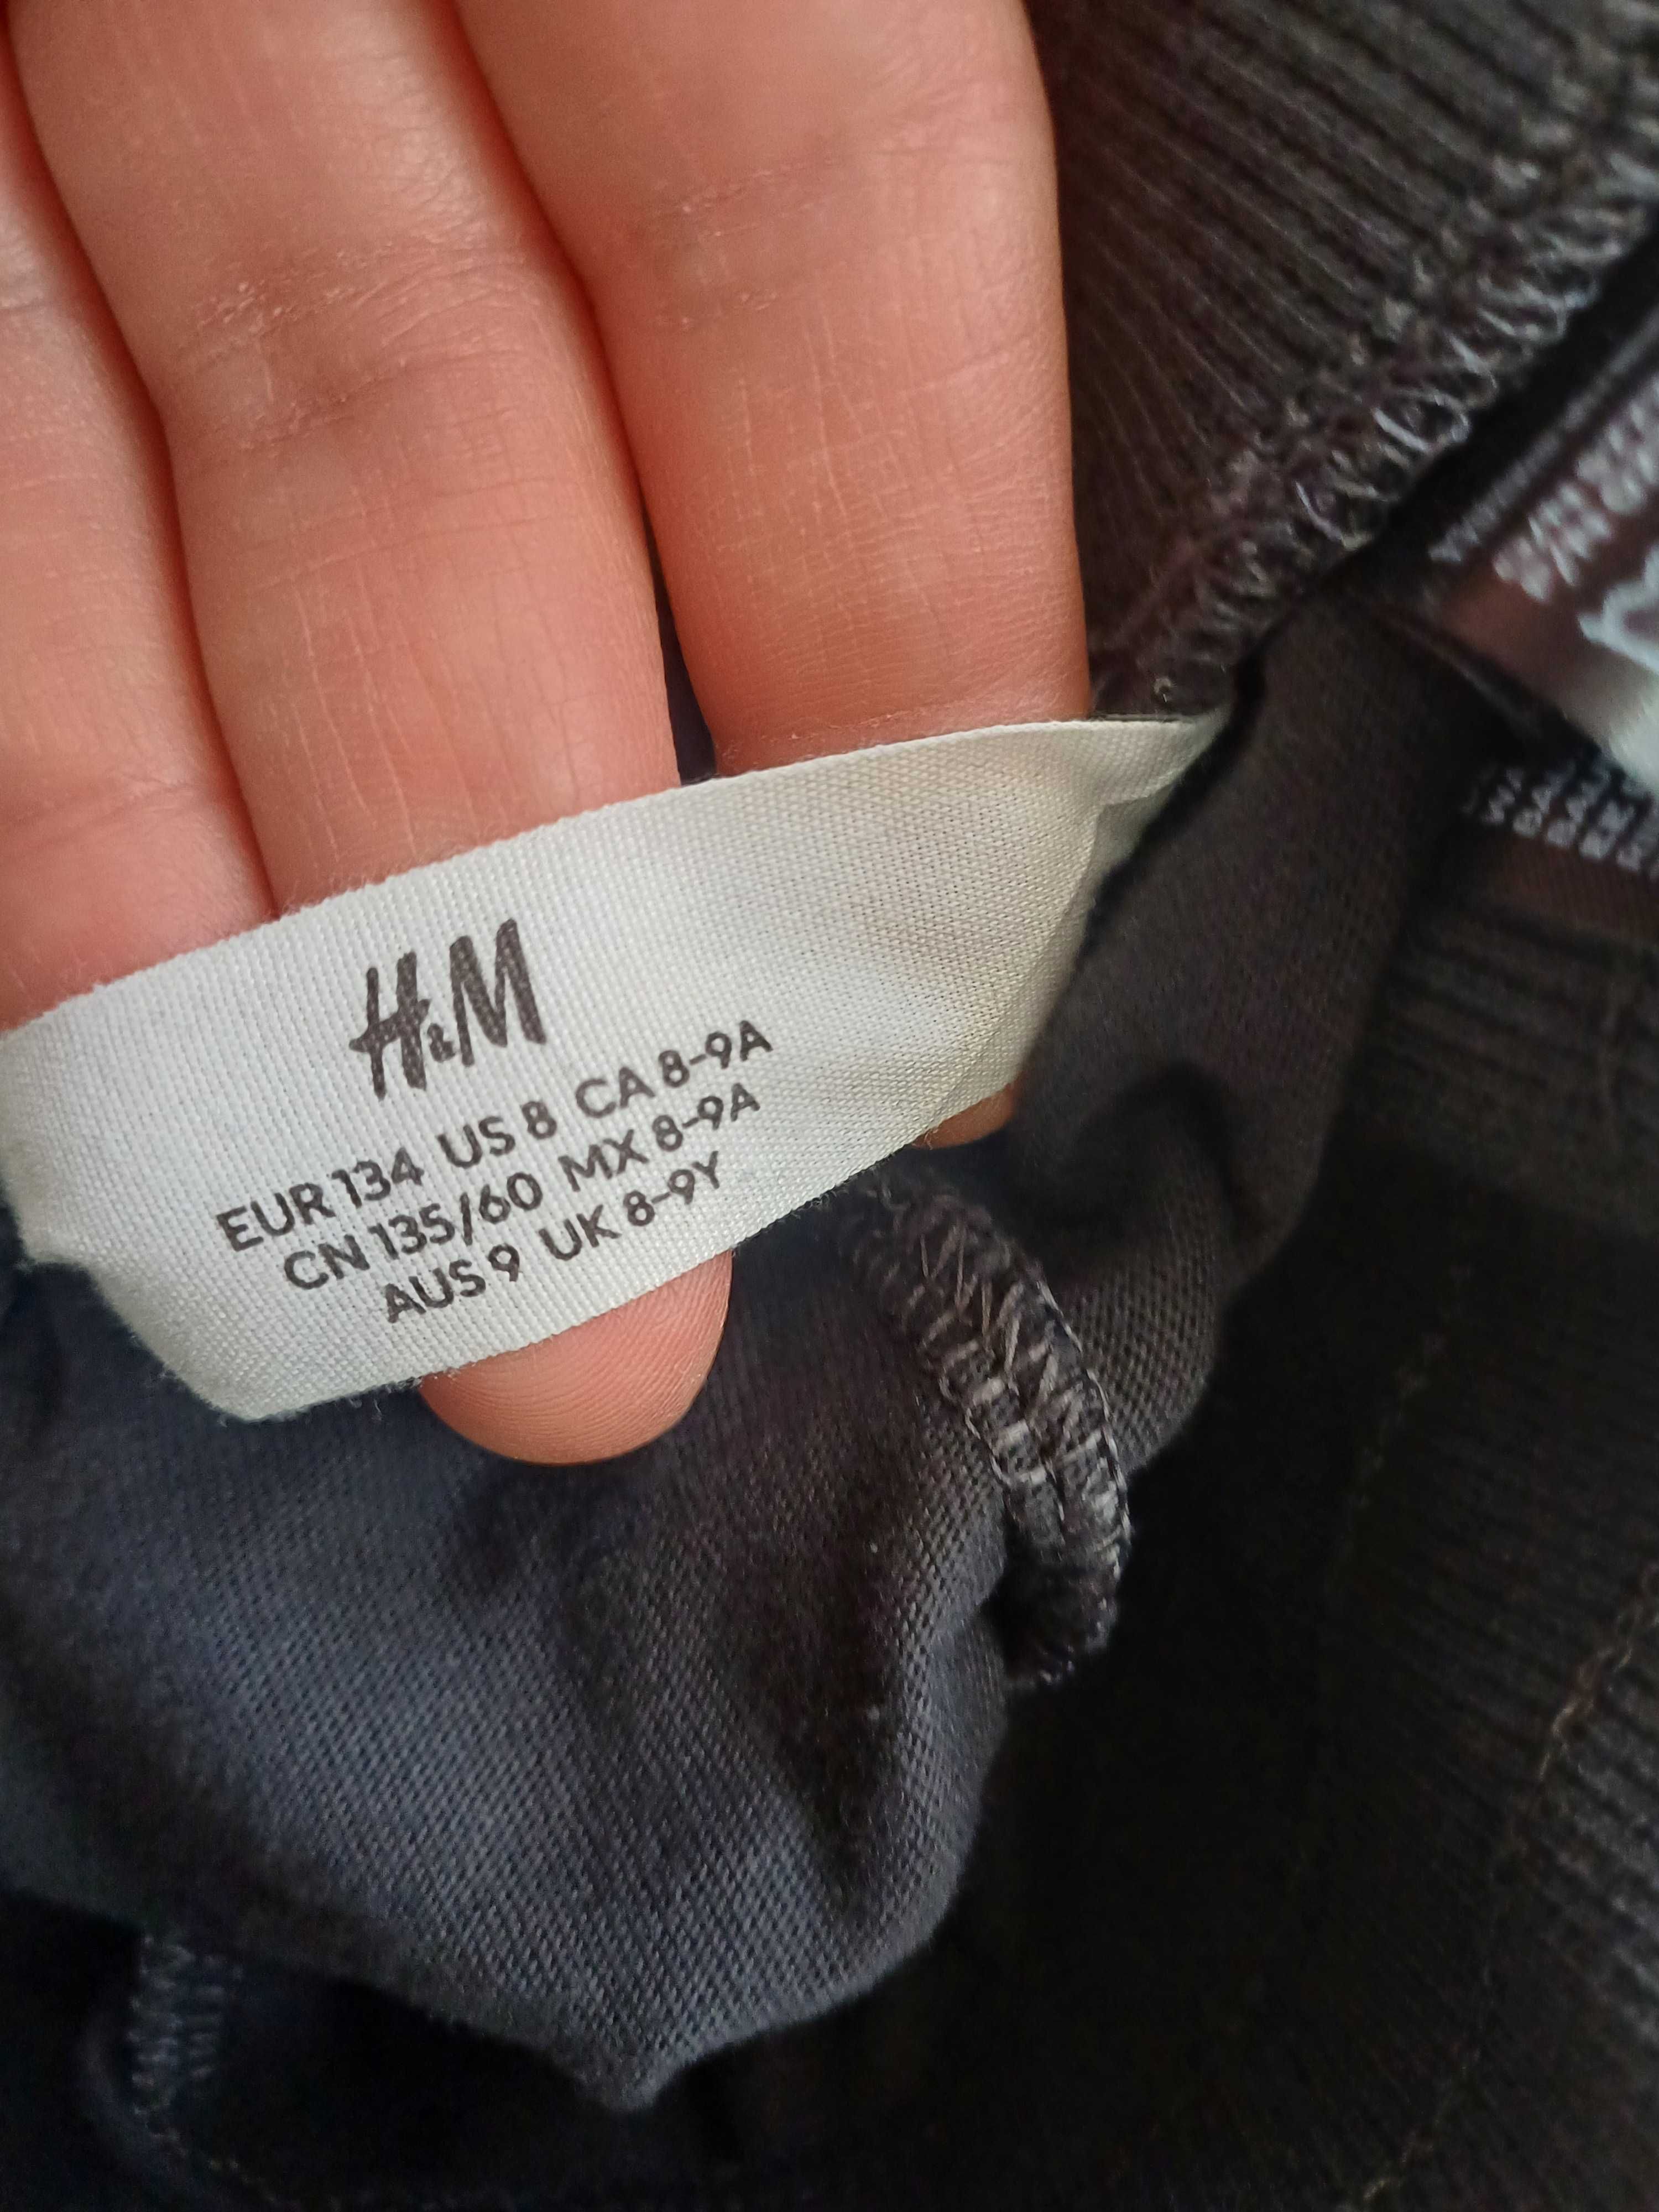 H&M
EUR 134 US 8 CA 8-9A
CN 135/60 MX 8-9A
AUS 9 UK 8-9Y